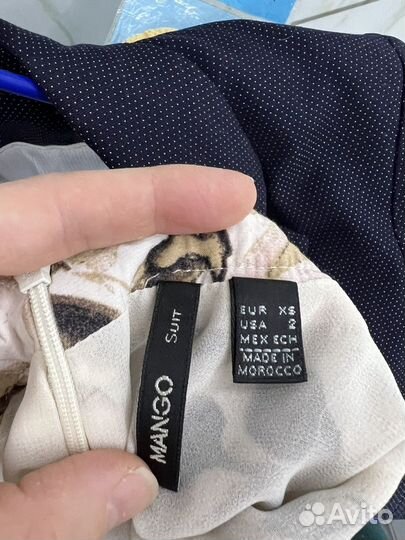 MANGO SUIT
EUR XS
USA 2
MEX ECH
MADE IN
MOROCCO
Avito